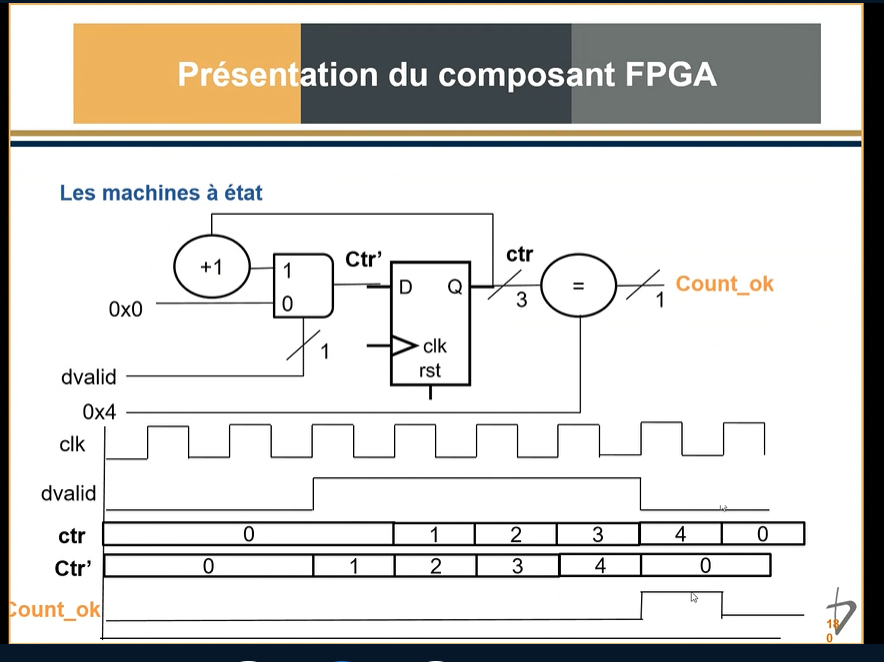 Présentation du composant FPGA
Les machines à état
+1
1
0
Ctr'
D
Q
clk
rst
ctr
3
=
1
Count_ok
0x0
1
dvalid
0x4
clk
dvalid
ctr
0 1 2 3 4 0
Ctr'
0 1 2 3 4 0
Count_ok
18
0